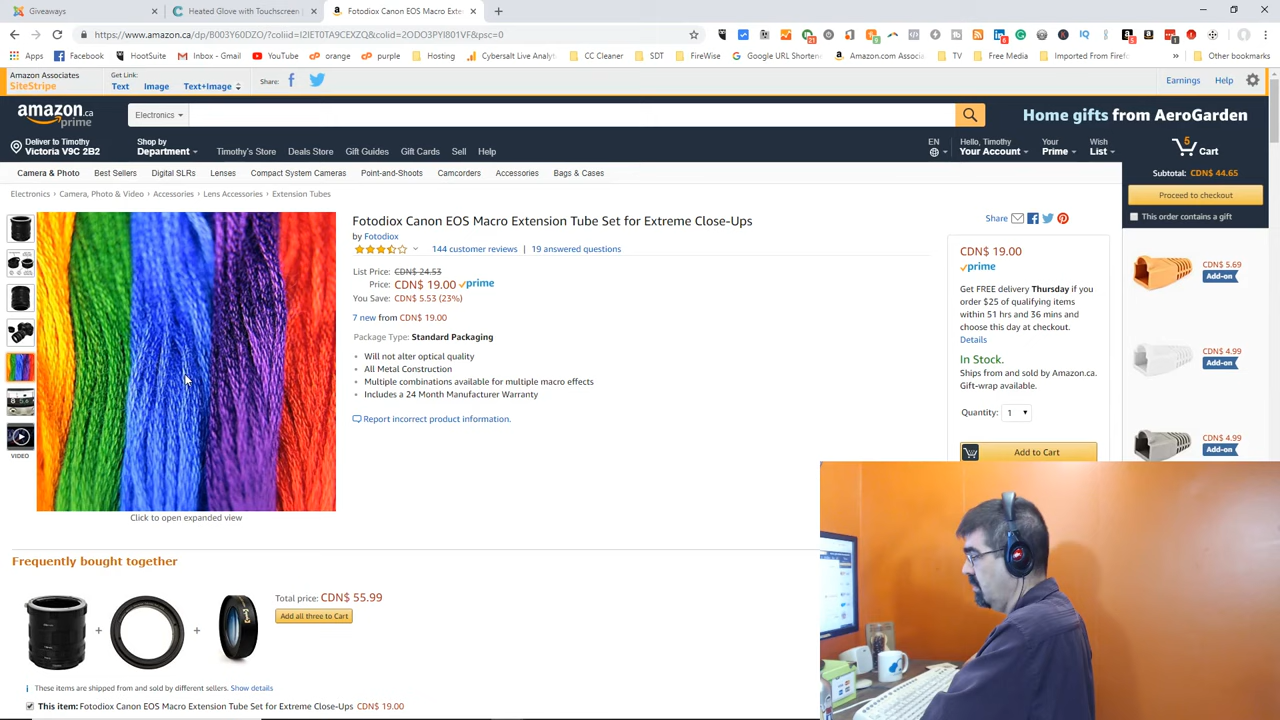 Giveaways
Heated Glove with Touchscreen
Fotodiox Canon EOS Macro Exte
https://www.amazon.ca/dp/B003Y60DZO/?coliid=I2IET0TA9CEXZQ&colid=2ODO3PYI801VF&psc=0
Apps
Facebook
HootSuite
Inbox - Gmail
YouTube
orange
purple
Hosting
Cybersalt Live Analyt
CC Cleaner
SDT
FireWise
Google URL Shorten
Amazon.com Associa
TV
Free Media
Imported From Firef
»
Other bookmarks
Amazon Associates
SiteStripe
Get Link:
Text
Image
Text+Image
Share:
Earnings
Help
amazon.ca
prime
Electronics
Home gifts from AeroGarden
Deliver to Timothy
Victoria V9C 2B2
Shop by
Department
Timothy's Store
Deals Store
Gift Guides
Gift Cards
Sell
Help
EN
Hello, Timothy
Your Account
Your
Prime
Wish
List
5
Cart
Camera & Photo
Best Sellers
Digital SLRs
Lenses
Compact System Cameras
Point-and-Shoots
Camcorders
Accessories
Bags & Cases
Subtotal: CDN$ 44.65
Proceed to checkout
This order contains a gift
Electronics › Camera, Photo & Video › Accessories › Lens Accessories › Extension Tubes
Fotodiox Canon EOS Macro Extension Tube Set for Extreme Close-Ups
by Fotodiox
144 customer reviews | 19 answered questions
List Price: CDN$ 24.53
Price: CDN$ 19.00 prime
You Save: CDN$ 5.53 (23%)
7 new from CDN$ 19.00
Package Type: Standard Packaging
• Will not alter optical quality
• All Metal Construction
• Multiple combinations available for multiple macro effects
• Includes a 24 Month Manufacturer Warranty
Report incorrect product information.
VIDEO
Click to open expanded view
Share
CDN$ 19.00
prime
Get FREE delivery Thursday if you
order $25 of qualifying items
within 51 hrs and 36 mins and
choose this day at checkout.
Details
In Stock.
Ships from and sold by Amazon.ca.
Gift-wrap available.
Quantity: 1
Add to Cart
CDN$ 5.69
Add-on
CDN$ 4.99
Add-on
CDN$ 4.99
Add-on
Frequently bought together
+
+
Total price: CDN$ 55.99
Add all three to Cart
These items are shipped from and sold by different sellers. Show details
This item: Fotodiox Canon EOS Macro Extension Tube Set for Extreme Close-Ups CDN$ 19.00